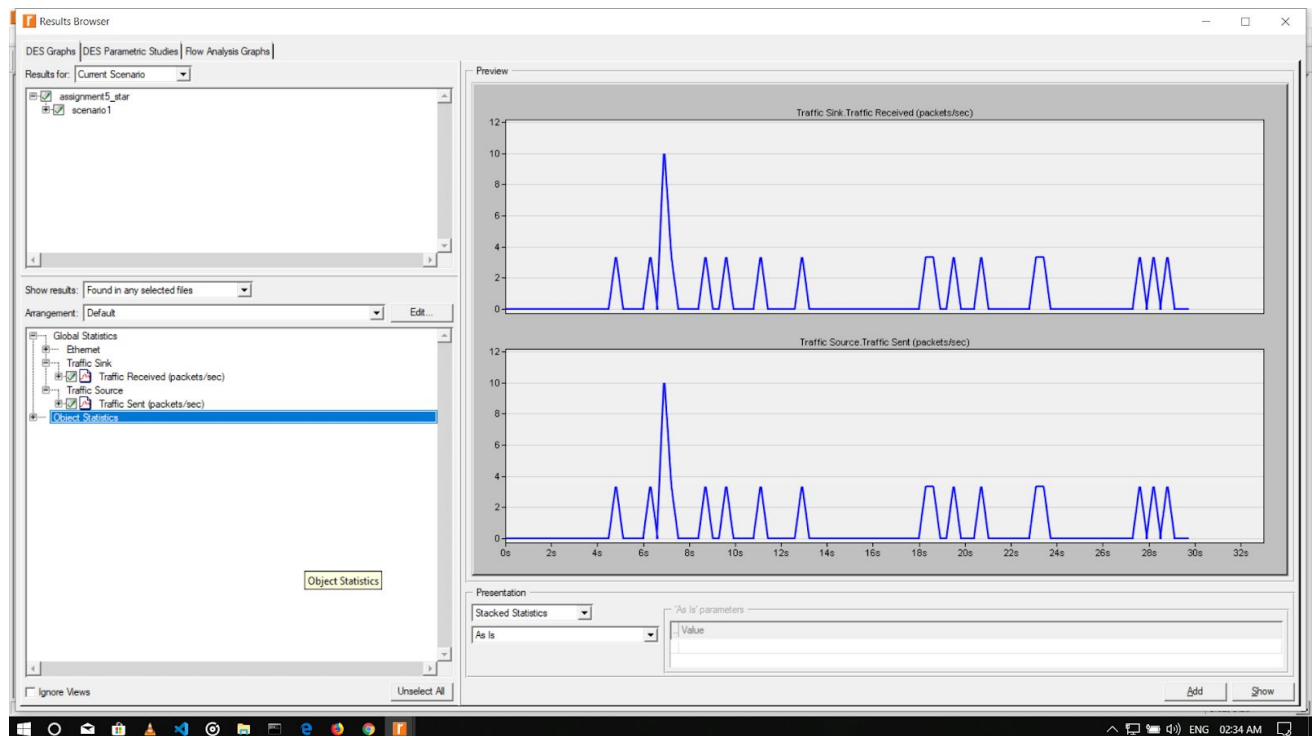 Results Browser
DES Graphs DES Parametric Studies Flow Analysis Graphs
Results for: Current Scenario
assignment5_star
scenario1
Show results: Found in any selected files
Arrangement: Default Edit...
Global Statistics
Ethernet
Traffic Sink
Traffic Received (packets/sec)
Traffic Source
Traffic Sent (packets/sec)
Object Statistics
Object Statistics
Ignore Views Unselect All
Preview
Traffic Sink.Traffic Received (packets/sec)
12
10
8
6
4
2
0
Traffic Source.Traffic Sent (packets/sec)
12
10
8
6
4
2
0
0s 2s 4s 6s 8s 10s 12s 14s 16s 18s 20s 22s 24s 26s 28s 30s 32s
Presentation
Stacked Statistics
As Is
'As Is' parameters
Value
Add Show
ENG 02:34 AM